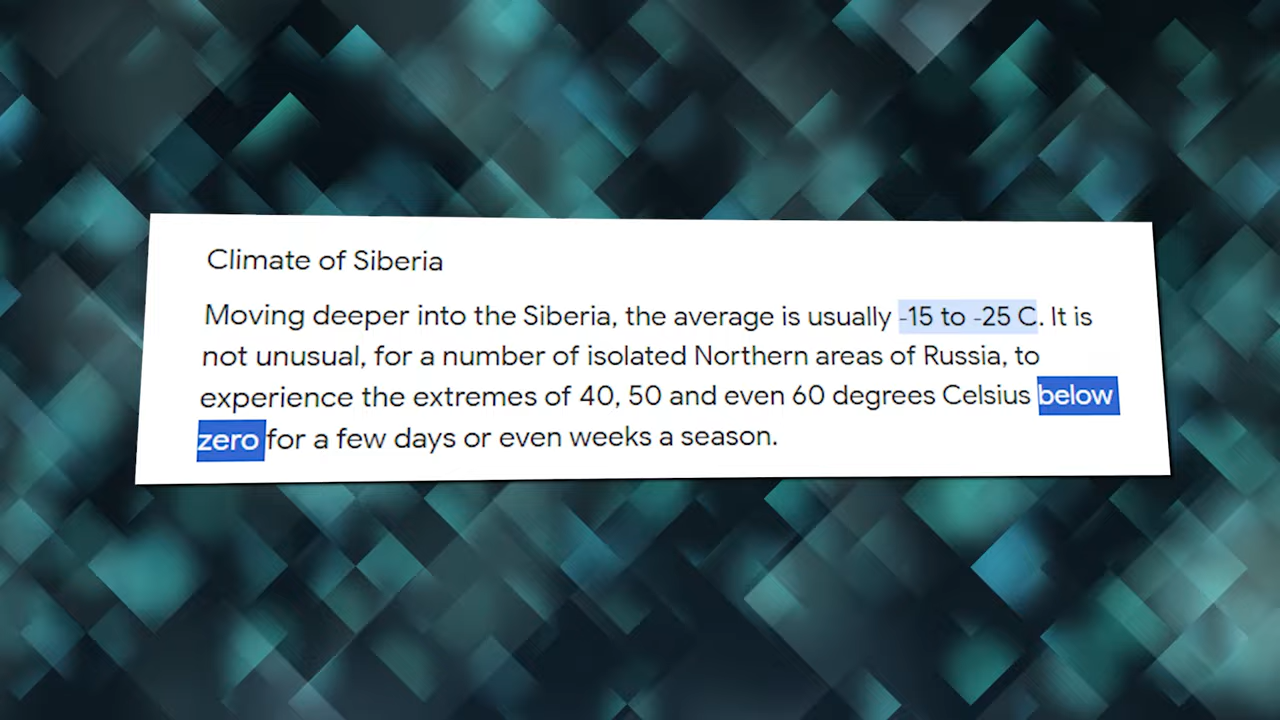 Climate of Siberia
Moving deeper into the Siberia, the average is usually -15 to -25 C. It is
not unusual, for a number of isolated Northern areas of Russia, to
experience the extremes of 40, 50 and even 60 degrees Celsius below
zero for a few days or even weeks a season.